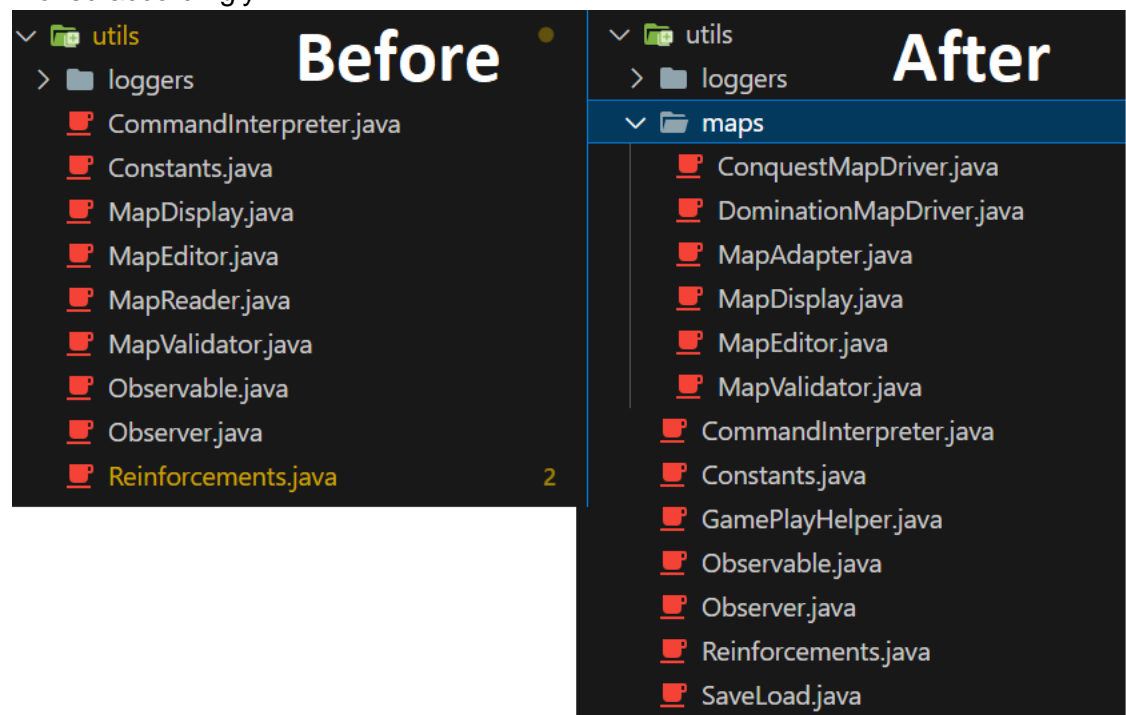 Before
utils
loggers
CommandInterpreter.java
Constants.java
MapDisplay.java
MapEditor.java
MapReader.java
MapValidator.java
Observable.java
Observer.java
Reinforcements.java 2
After
utils
loggers
maps
ConquestMapDriver.java
DominationMapDriver.java
MapAdapter.java
MapDisplay.java
MapEditor.java
MapValidator.java
CommandInterpreter.java
Constants.java
GamePlayHelper.java
Observable.java
Observer.java
Reinforcements.java
SaveLoad.java